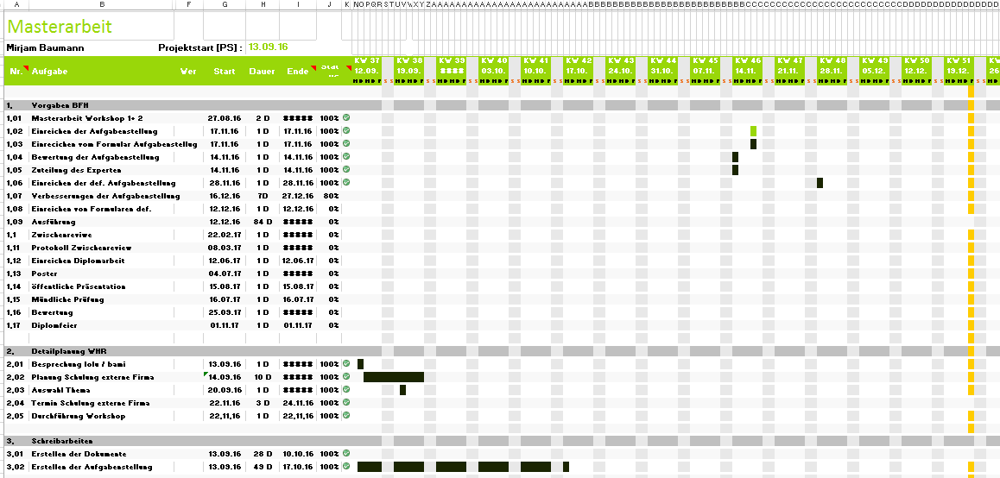 A B F G H I J K
Masterarbeit
Mirjam Baumann Projektstart [PS] : 13.09.16
KW 37 KW 38 KW 39 KW 40 KW 41 KW 42 KW 43 KW 44 KW 45 KW 46 KW 47 KW 48 KW 49 KW 50 KW 51 KW
Nr. Aufgabe Wer Start Dauer Ende 12.09. 19.09. #### 03.10. 10.10. 17.10. 24.10. 31.10. 07.11. 14.11. 21.11. 28.11. 05.12. 12.12. 19.12. 26
1. Vorgaben BFH
1.01 Masterarbeit Workshop 1+ 2 27.08.16 2 D ##### 100%
1.02 Einreichen der Aufgabenstellung 17.11.16 1 D 17.11.16 100%
1.03 Einrecichen vom Formular Aufgabenstellug 17.11.16 1 D 17.11.16 100%
1.04 Bewertung der Aufgabenstellung 14.11.16 1 D 14.11.16 100%
1.05 Zuteilung des Experten 14.11.16 1 D 14.11.16 100%
1.06 Einreichen der def. Aufgabenstellung 28.11.16 1 D 28.11.16 100%
1.07 Verbesserungen der Aufgabenstellung 16.12.16 7D 27.12.16 80%
1.08 Einreichen von Formularen def. 12.12.16 1 D 12.12.16 0%
1.09 Ausführung 12.12.16 84 D ##### 0%
1.1 Zwischenreviwe 22.02.17 1 D ##### 0%
1.11 Protokoll Zwischenreview 08.03.17 1 D ##### 0%
1.12 Einreichen Diplomarbeit 12.06.17 1 D 12.06.17 0%
1.13 Poster 04.07.17 1 D ##### 0%
1.14 öffentliche Präsentation 15.08.17 1 D 15.08.17 0%
1.15 Mündliche Prüfung 16.07.17 1 D 16.07.17 0%
1.16 Bewertung 25.09.17 1 D ##### 0%
1.17 Diplomfeier 01.11.17 1 D 01.11.17 0%
2. Detailplanung WHR
2.01 Besprechung lolu / bami 13.09.16 1 D ##### 100%
2.02 Planung Schulung externe Firma 14.09.16 10 D ##### 100%
2.03 Auswahl Thema 20.09.16 1 D ##### 100%
2.04 Termin Schulung externe Firma 22.11.16 3 D 24.11.16 100%
2.05 Durchführung Workshop 22.11.16 1 D 22.11.16 100%
3. Schreibarbeiten
3.01 Erstellen der Dokumente 13.09.16 28 D 10.10.16 100%
3.02 Erstellen der Aufgabenstellung 13.09.16 49 D 17.10.16 100%